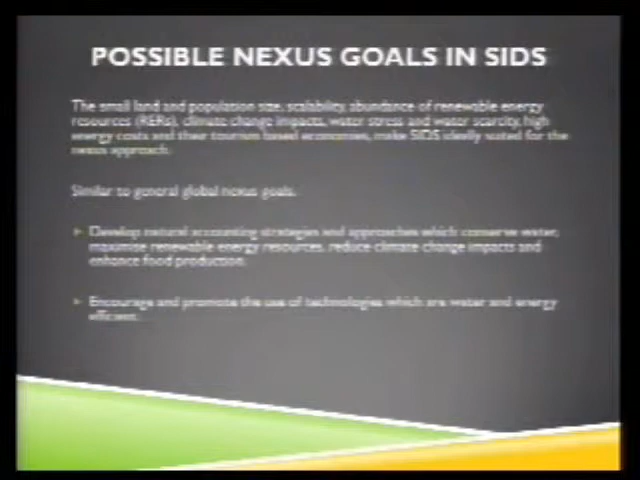 POSSIBLE NEXUS GOALS IN SIDS
The small land and population size, scalability, abundance of renewable energy
resources (RERs), climate change impacts, water stress and water scarcity, high
energy costs and their tourism based economies, make SIDS ideally suited for the
nexus approach.
Similar to general global nexus goals.
Develop natural accounting strategies and approaches which conserve water,
maximise renewable energy resources, reduce climate change impacts and
enhance food production.
Encourage and promote the use of technologies which are water and energy
efficient.